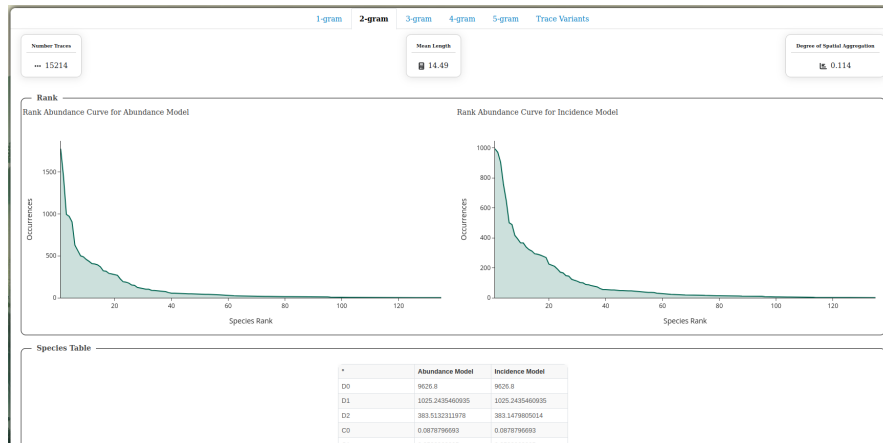 1-gram 2-gram 3-gram 4-gram 5-gram Trace Variants
Number Traces
15214
Mean Length
14.49
Degree of Spatial Aggregation
0.114
Rank
Rank Abundance Curve for Abundance Model
1500
1000
500
0
Occurrences
20 40 60 80 100 120
Species Rank
Rank Abundance Curve for Incidence Model
1000
800
600
400
200
0
Occurrences
20 40 60 80 100 120
Species Rank
Species Table
* Abundance Model Incidence Model
D0 9626.8 9626.8
D1 1025.2435460935 1025.2435460935
D2 383.5132311978 383.1479805014
C0 0.0878796693 0.0878796693